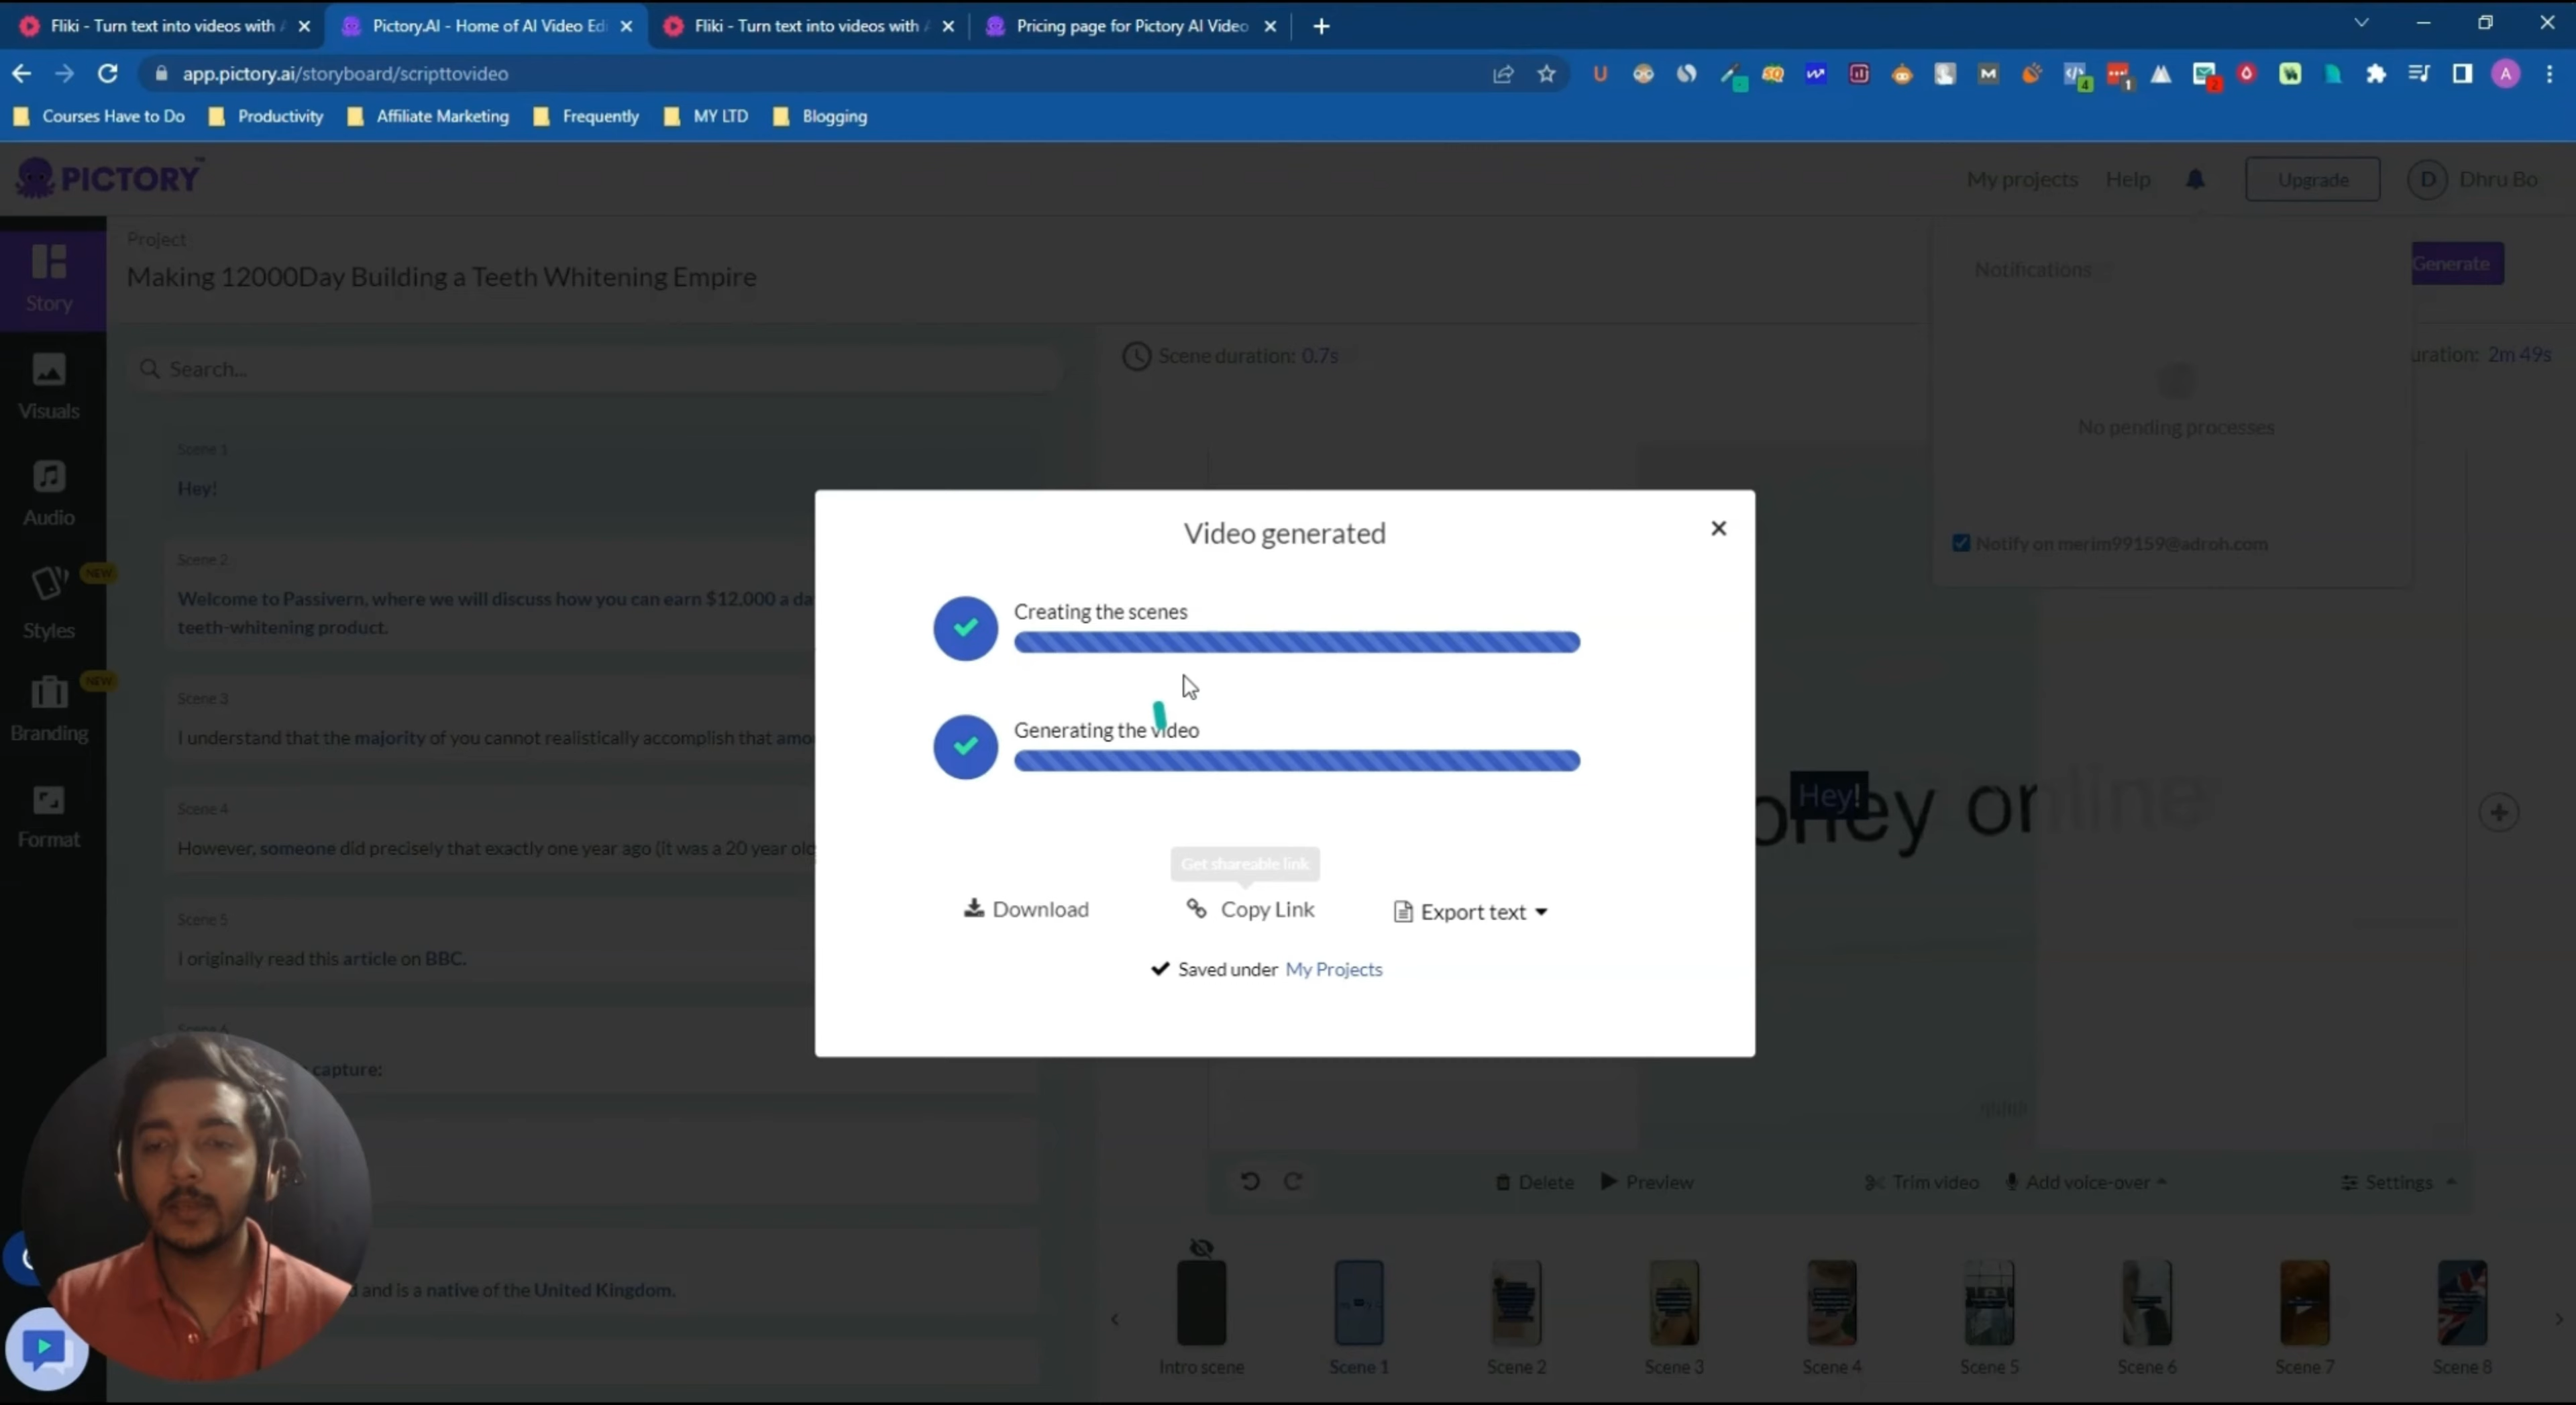 Fliki - Turn text into videos with
Pictory.AI - Home of AI Video Edi
Fliki - Turn text into videos with
Pricing page for Pictory AI Video
app.pictory.ai/storyboard/scripttovideo
Courses Have to Do
Productivity
Affiliate Marketing
Frequently
MY LTD
Blogging
PICTORY
My projects
Help
Upgrade
D
Dhru Bo
Project
Making 12000Day Building a Teeth Whitening Empire
Notifications
Generate
Story
Search...
Scene duration: 0.7s
uration: 2m 49s
Visuals
No pending processes
Scene 1
Hey!
Audio
Notify on merim99159@adroh.com
Video generated
Scene 2
NEW
Welcome to Passivern, where we will discuss how you can earn $12,000 a da
teeth-whitening product.
Styles
Creating the scenes
NEW
Scene 3
Branding
I understand that the majority of you cannot realistically accomplish that amo
Generating the video
Scene 4
Hey!
oney online
Format
However, someone did precisely that exactly one year ago (it was a 20 year old
Get shareable link
Download
Copy Link
Export text
Scene 5
I originally read this article on BBC.
Saved under My Projects
Scene 6
capture:
Delete
Preview
Trim video
Add voice-over
Settings
and is a native of the United Kingdom.
Intro scene
Scene 1
Scene 2
Scene 3
Scene 4
Scene 5
Scene 6
Scene 7
Scene 8